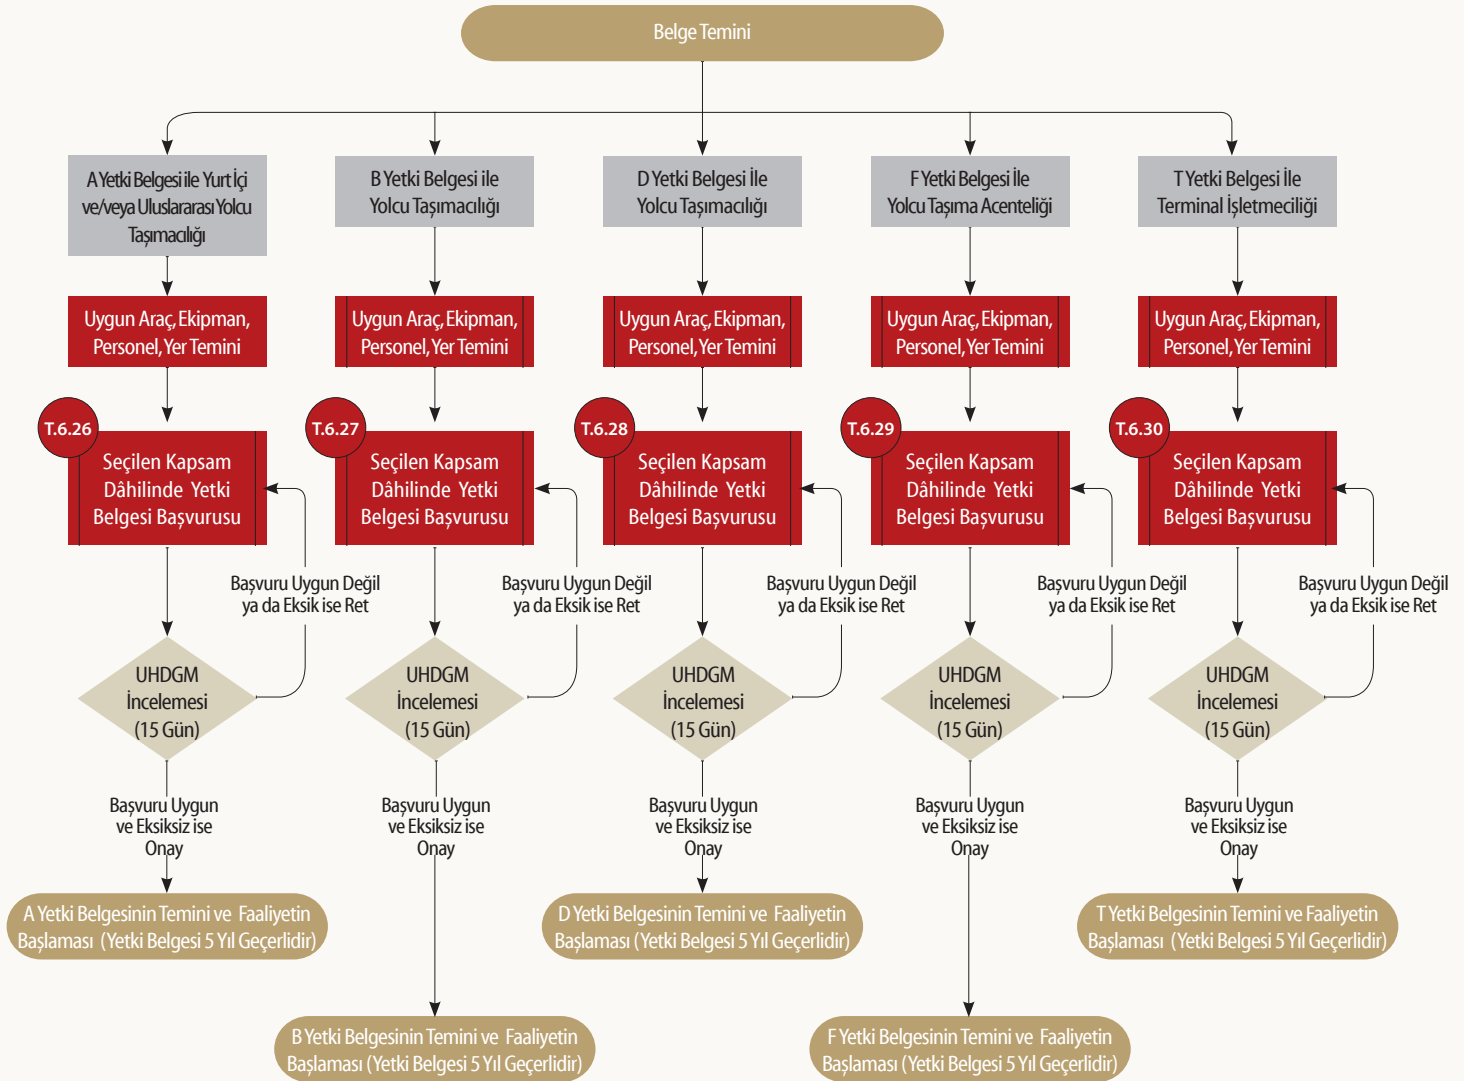 Belge Temini
A Yetki Belgesi ile Yurt İçi
ve/veya Uluslararası Yolcu
Taşımacılığı
B Yetki Belgesi ile
Yolcu Taşımacılığı
D Yetki Belgesi İle
Yolcu Taşımacılığı
F Yetki Belgesi İle
Yolcu Taşıma Acenteliği
T Yetki Belgesi İle
Terminal İşletmeciliği
Uygun Araç, Ekipman,
Personel, Yer Temini
Uygun Araç, Ekipman,
Personel, Yer Temini
Uygun Araç, Ekipman,
Personel, Yer Temini
Uygun Araç, Ekipman,
Personel, Yer Temini
Uygun Araç, Ekipman,
Personel, Yer Temini
T.6.26
Seçilen Kapsam
Dâhilinde Yetki
Belgesi Başvurusu
T.6.27
Seçilen Kapsam
Dâhilinde Yetki
Belgesi Başvurusu
T.6.28
Seçilen Kapsam
Dâhilinde Yetki
Belgesi Başvurusu
T.6.29
Seçilen Kapsam
Dâhilinde Yetki
Belgesi Başvurusu
T.6.30
Seçilen Kapsam
Dâhilinde Yetki
Belgesi Başvurusu
Başvuru Uygun Değil
ya da Eksik ise Ret
Başvuru Uygun Değil
ya da Eksik ise Ret
Başvuru Uygun Değil
ya da Eksik ise Ret
Başvuru Uygun Değil
ya da Eksik ise Ret
Başvuru Uygun Değil
ya da Eksik ise Ret
UHDGM
İncelemesi
(15 Gün)
UHDGM
İncelemesi
(15 Gün)
UHDGM
İncelemesi
(15 Gün)
UHDGM
İncelemesi
(15 Gün)
UHDGM
İncelemesi
(15 Gün)
Başvuru Uygun
ve Eksiksiz ise
Onay
Başvuru Uygun
ve Eksiksiz ise
Onay
Başvuru Uygun
ve Eksiksiz ise
Onay
Başvuru Uygun
ve Eksiksiz ise
Onay
Başvuru Uygun
ve Eksiksiz ise
Onay
A Yetki Belgesinin Temini ve Faaliyetin
Başlaması (Yetki Belgesi 5 Yıl Geçerlidir)
D Yetki Belgesinin Temini ve Faaliyetin
Başlaması (Yetki Belgesi 5 Yıl Geçerlidir)
T Yetki Belgesinin Temini ve Faaliyetin
Başlaması (Yetki Belgesi 5 Yıl Geçerlidir)
B Yetki Belgesinin Temini ve Faaliyetin
Başlaması (Yetki Belgesi 5 Yıl Geçerlidir)
F Yetki Belgesinin Temini ve Faaliyetin
Başlaması (Yetki Belgesi 5 Yıl Geçerlidir)